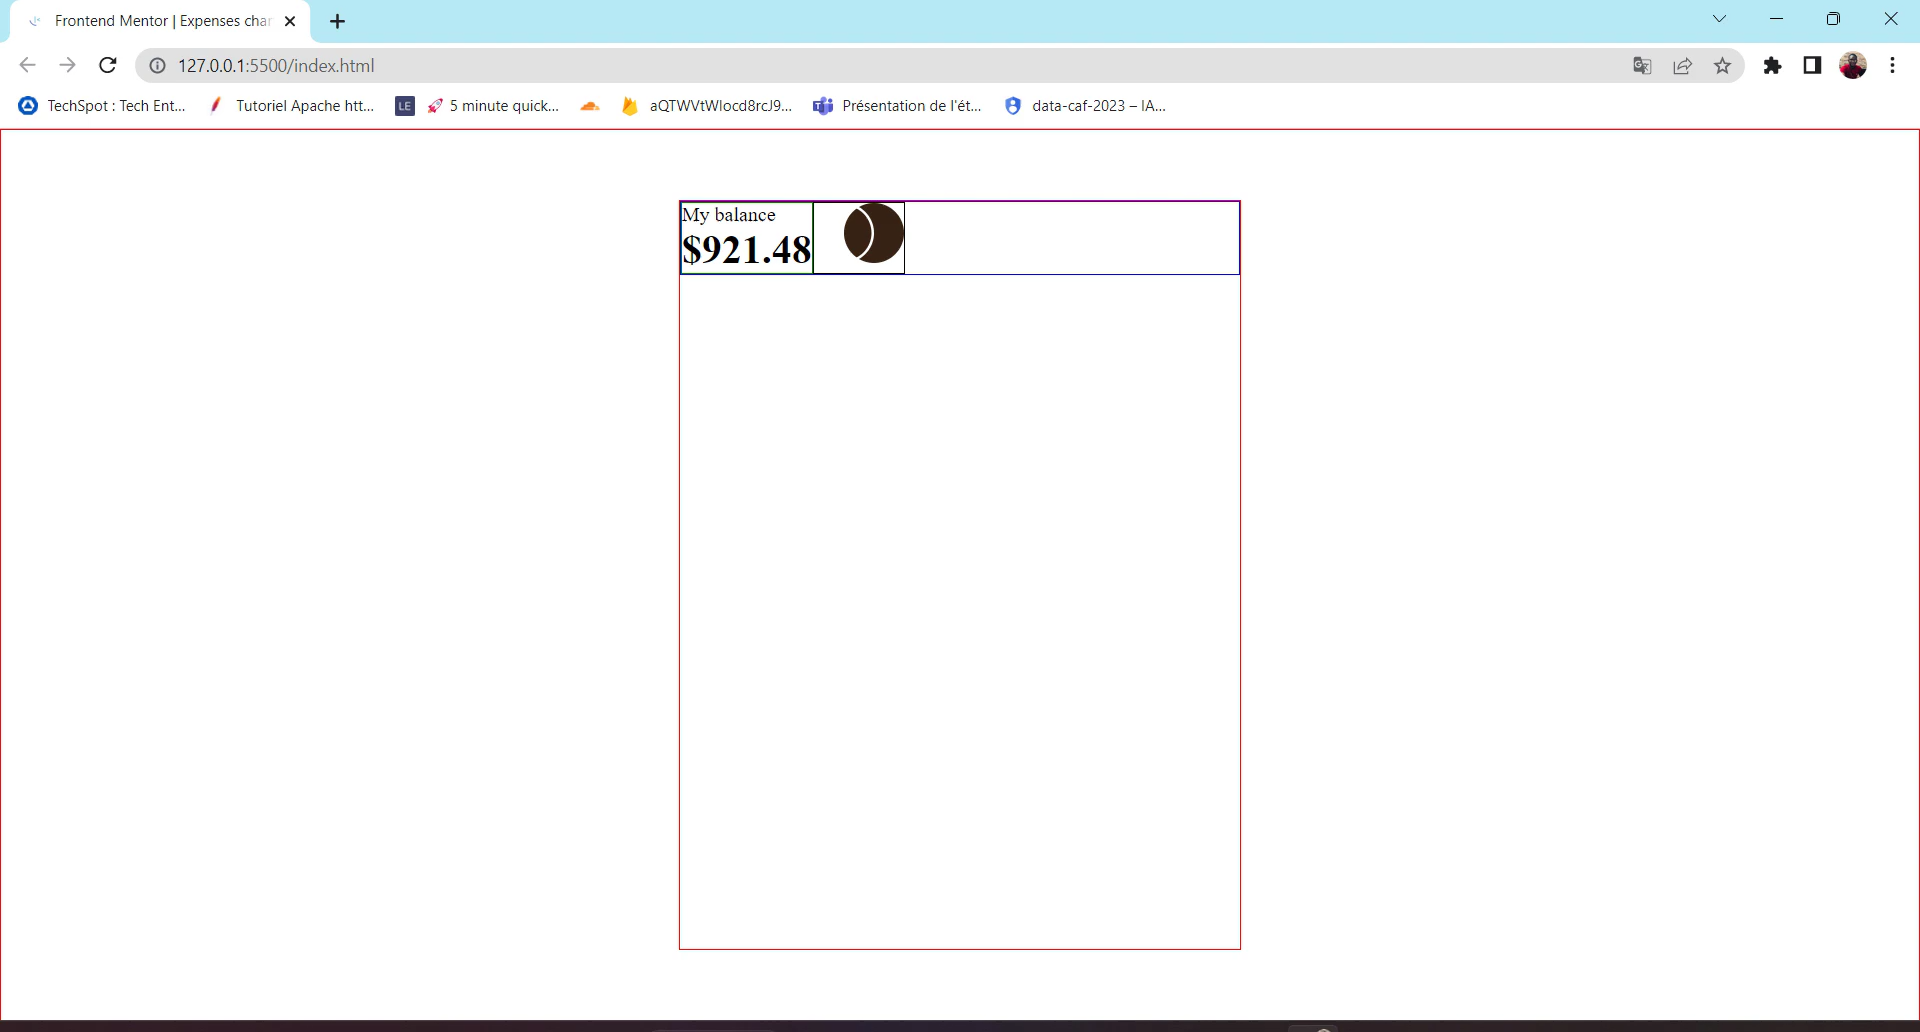 Frontend Mentor | Expenses char
127.0.0.1:5500/index.html
TechSpot : Tech Ent... Tutoriel Apache htt... LE 5 minute quick... aQTWVtWlocd8rcJ9... Présentation de l'ét... data-caf-2023 – IA...
My balance
$921.48